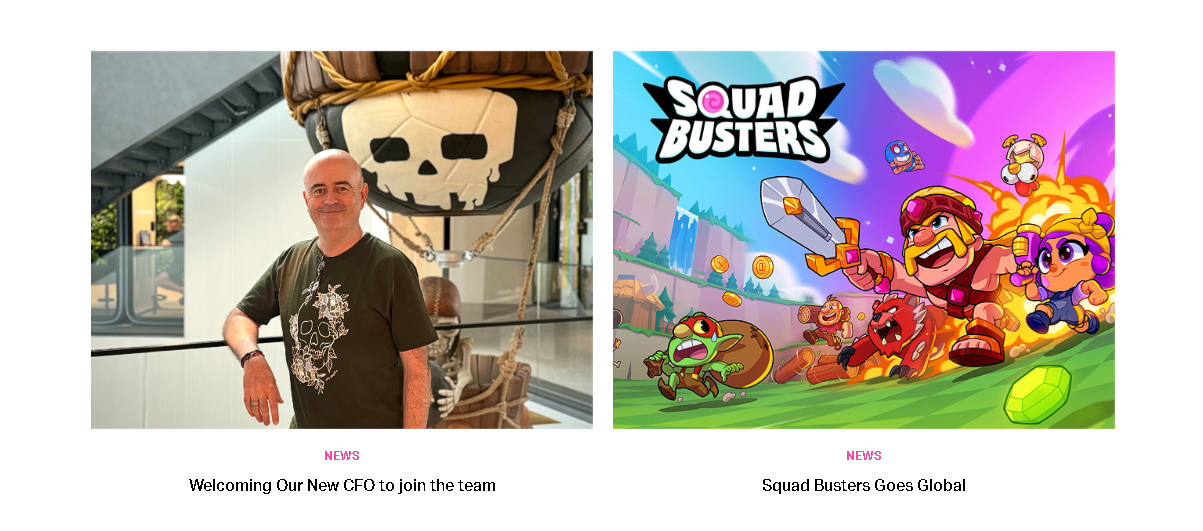 SQUAD
BUSTERS
NEWS
Welcoming Our New CFO to join the team
NEWS
Squad Busters Goes Global